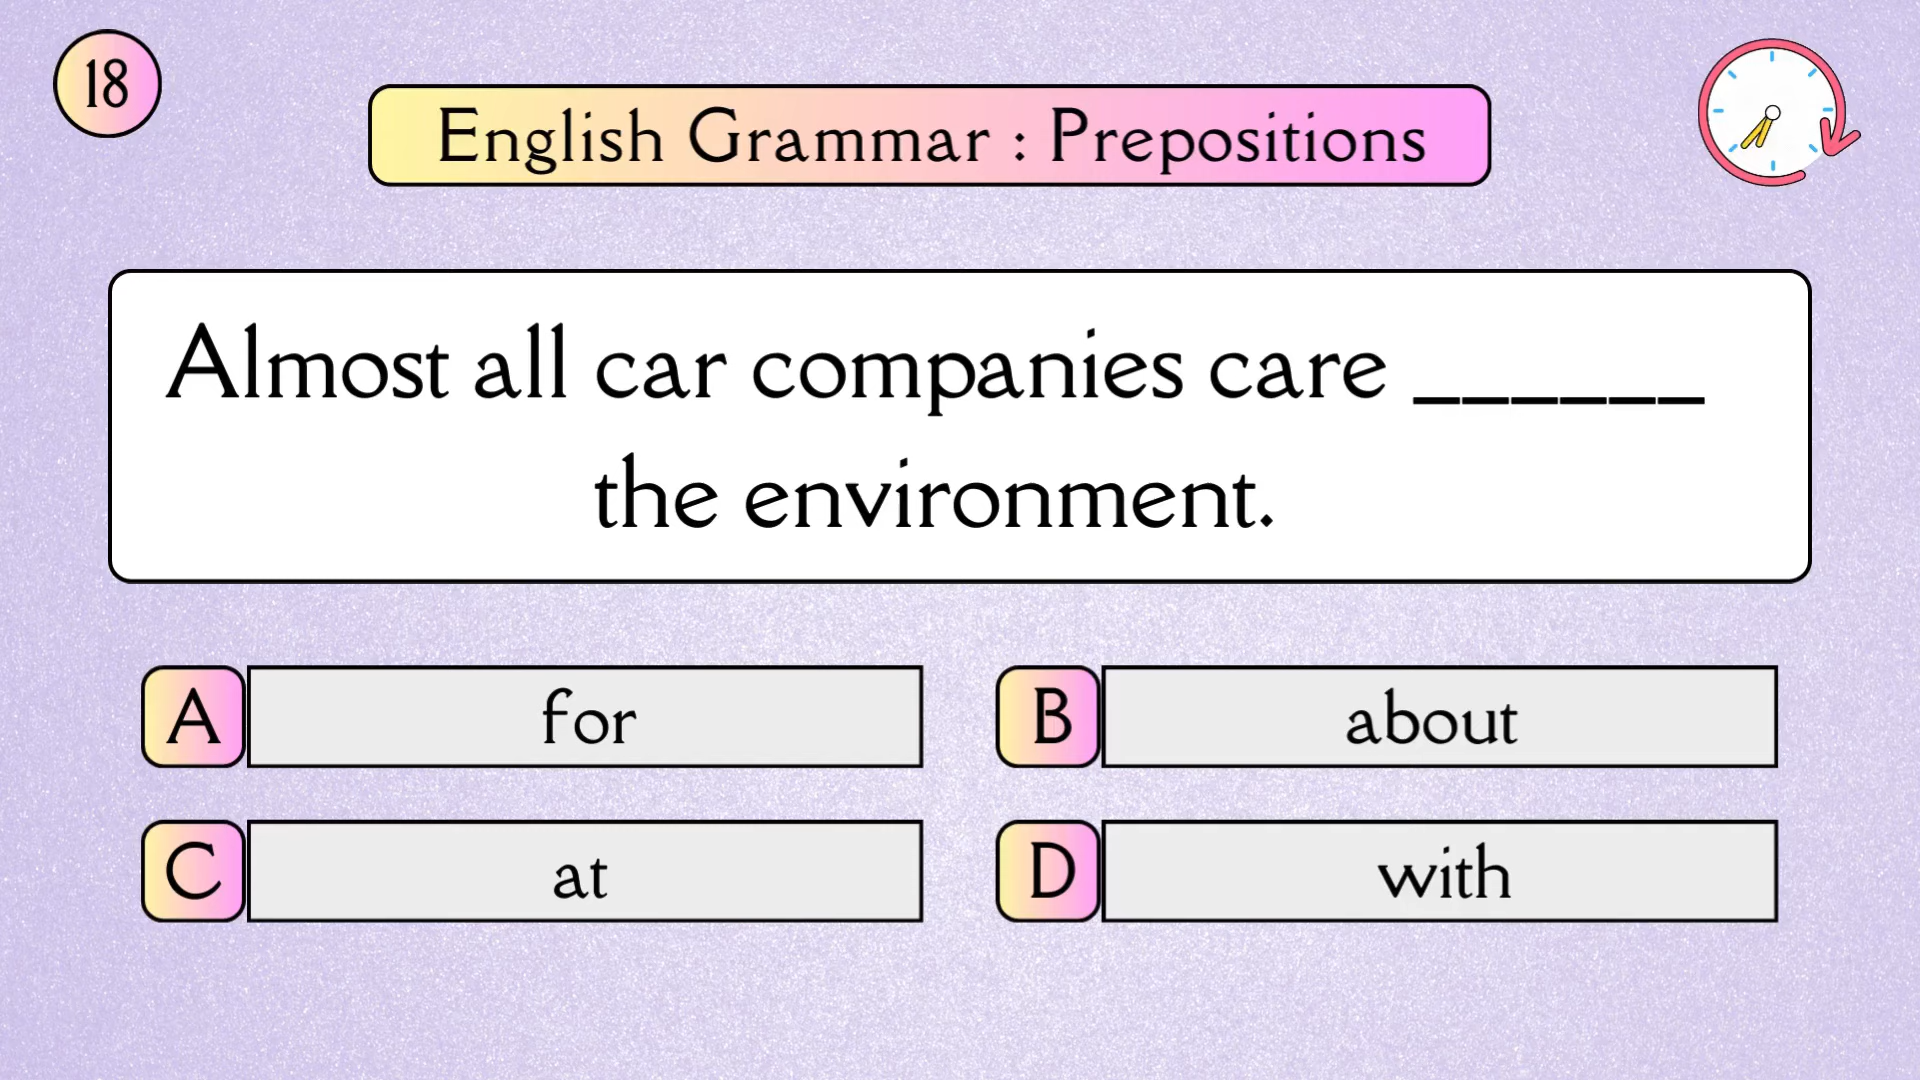 18
English Grammar : Prepositions
Almost all car companies care ______
the environment.
A for
B about
C at
D with